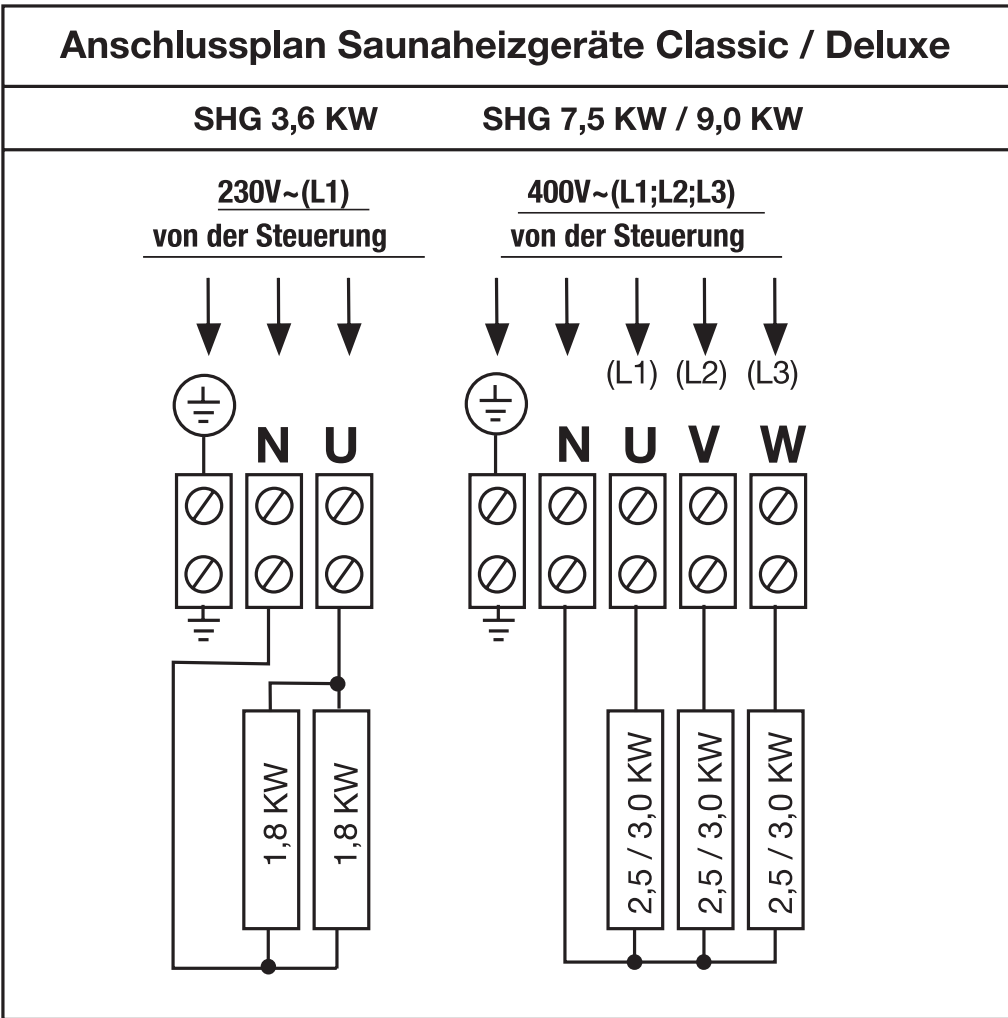 Anschlussplan Saunaheizgeräte Classic / Deluxe
SHG 3,6 KW
SHG 7,5 KW / 9,0 KW
230V~(L1)
von der Steuerung
400V~(L1;L2;L3)
von der Steuerung
(L1) (L2) (L3)
N U
N U V W
1,8 KW
1,8 KW
2,5 / 3,0 KW
2,5 / 3,0 KW
2,5 / 3,0 KW